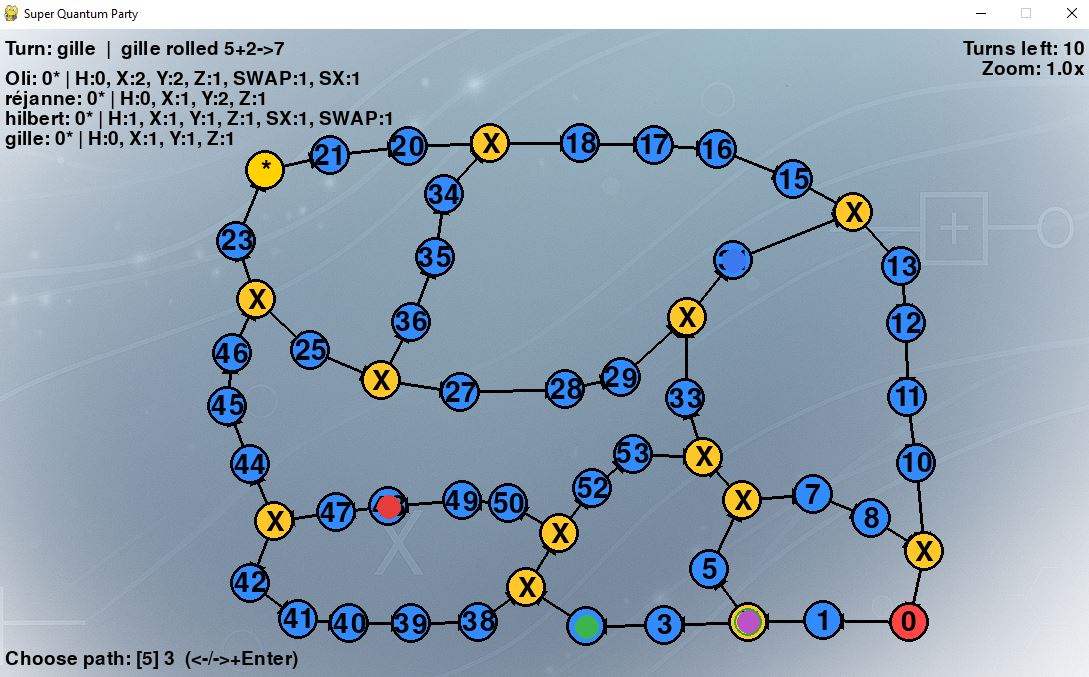 Super Quantum Party
Turn: gille | gille rolled 5+2->7
Turns left: 10
Zoom: 1.0x
Oli: 0* | H:0, X:2, Y:2, Z:1, SWAP:1, SX:1
réjanne: 0* | H:0, X:1, Y:2, Z:1
hilbert: 0* | H:1, X:1, Y:1, Z:1, SX:1, SWAP:1
gille: 0* | H:0, X:1, Y:1, Z:1
* 21 20 X 18 17 16 15 X
34
23 35 13
X 36 X 12
46 25 X 27 28 29 33 11
45
44 53 X 10
X 47 49 50 52 X 7 8
X X
42 X 5
41 40 39 38 3 1 0
Choose path: [5] 3 (<-/->+Enter)